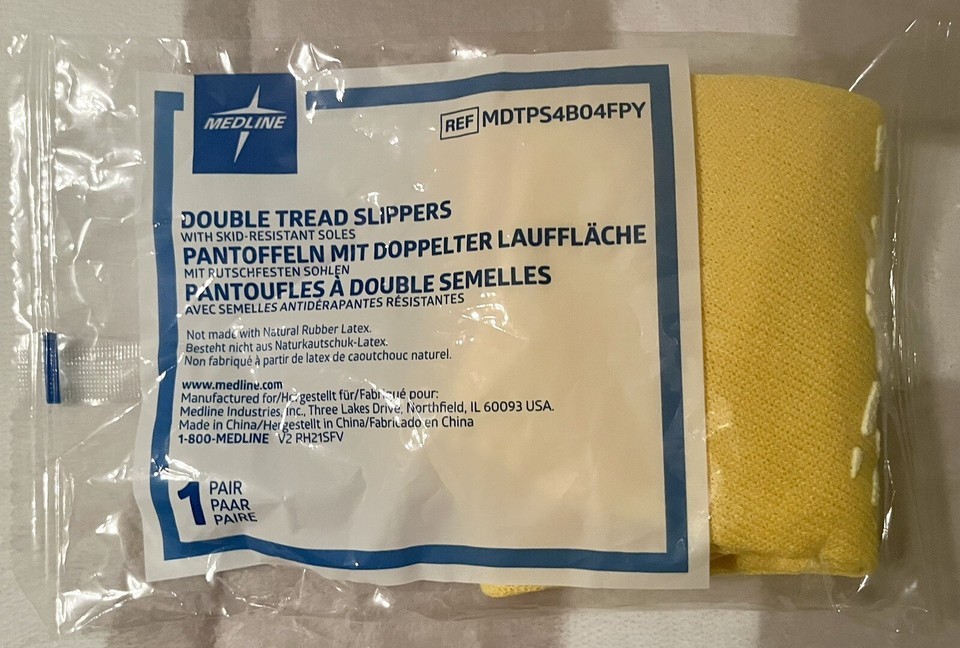 MEDLINE
REF MDTPS4B04FPY
DOUBLE TREAD SLIPPERS
WITH SKID-RESISTANT SOLES
PANTOFFELN MIT DOPPELTER LAUFFLÄCHE
MIT RUTSCHFESTEN SOHLEN
PANTOUFLES À DOUBLE SEMELLES
AVEC SEMELLES ANTIDÉRAPANTES RÉSISTANTES
Not made with Natural Rubber Latex.
Besteht nicht aus Naturkautschuk-Latex.
Non fabriqué à partir de latex de caoutchouc naturel.
www.medline.com
Manufactured for/Hergestellt für/Fabriqué pour:
Medline Industries, Inc., Three Lakes Drive, Northfield, IL 60093 USA.
Made in China/Hergestellt in China/Fabricado en China
1-800-MEDLINE V2 RH21SFV
1 PAIR
PAAR
PAIRE